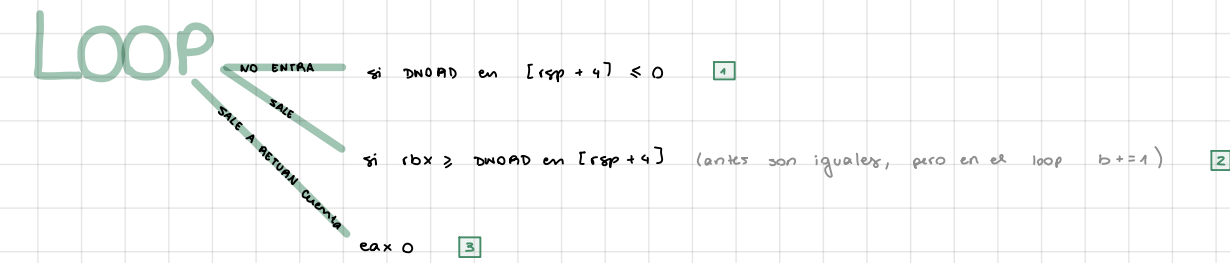 LOOP
NO ENTRA
si DWORD en [rsp + 4] ≤ 0
1
SALE
si rbx ≥ DWORD en [rsp + 4] (antes son iguales, pero en el loop b+=1)
2
SALE A RETURN cuenta
eax 0
3